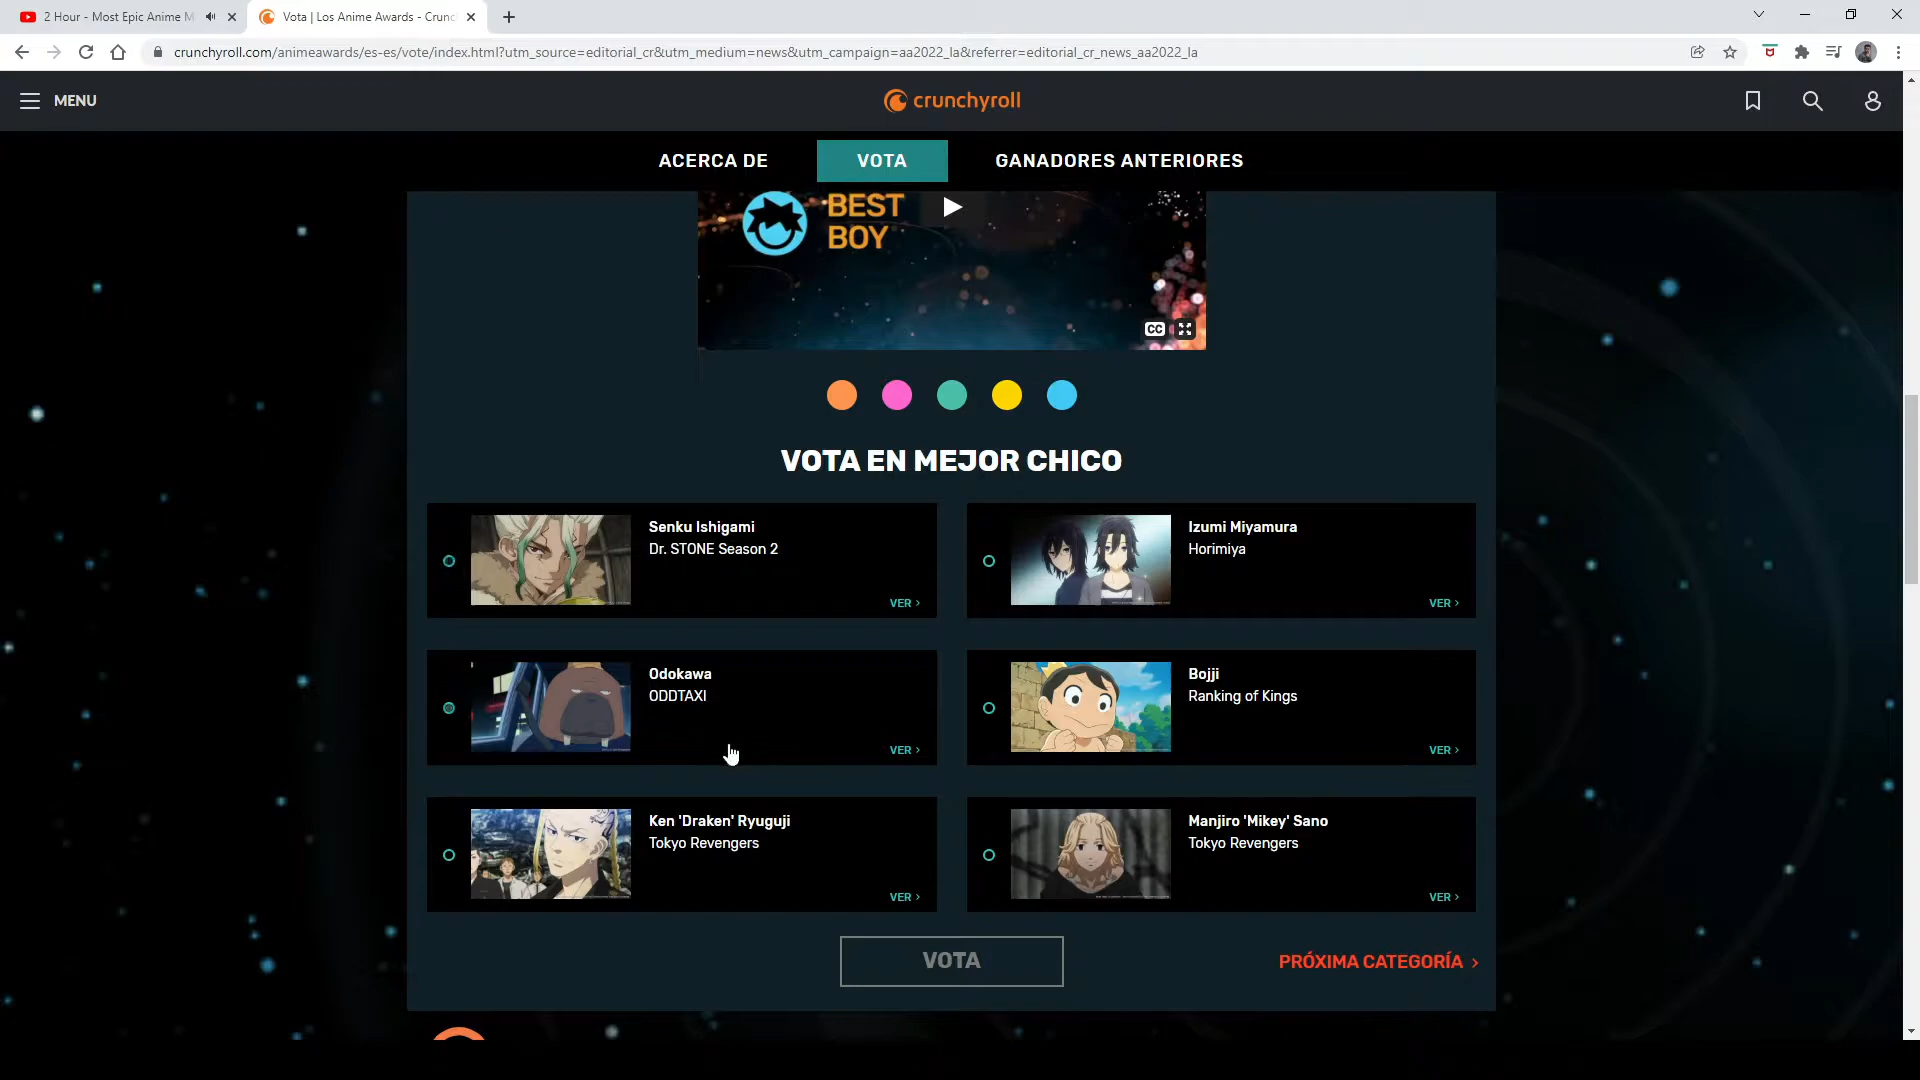 2 Hour - Most Epic Anime M
Vota | Los Anime Awards - Crunc
crunchyroll.com/animeawards/es-es/vote/index.html?utm_source=editorial_cr&utm_medium=news&utm_campaign=aa2022_la&referrer=editorial_cr_news_aa2022_la
MENU
crunchyroll
ACERCA DE
VOTA
GANADORES ANTERIORES
BEST
BOY
CC
VOTA EN MEJOR CHICO
Senku Ishigami
Dr. STONE Season 2
VER >
Izumi Miyamura
Horimiya
VER >
Odokawa
ODDTAXI
VER >
Bojji
Ranking of Kings
VER >
Ken 'Draken' Ryuguji
Tokyo Revengers
VER >
Manjiro 'Mikey' Sano
Tokyo Revengers
VER >
VOTA
PRÓXIMA CATEGORÍA >